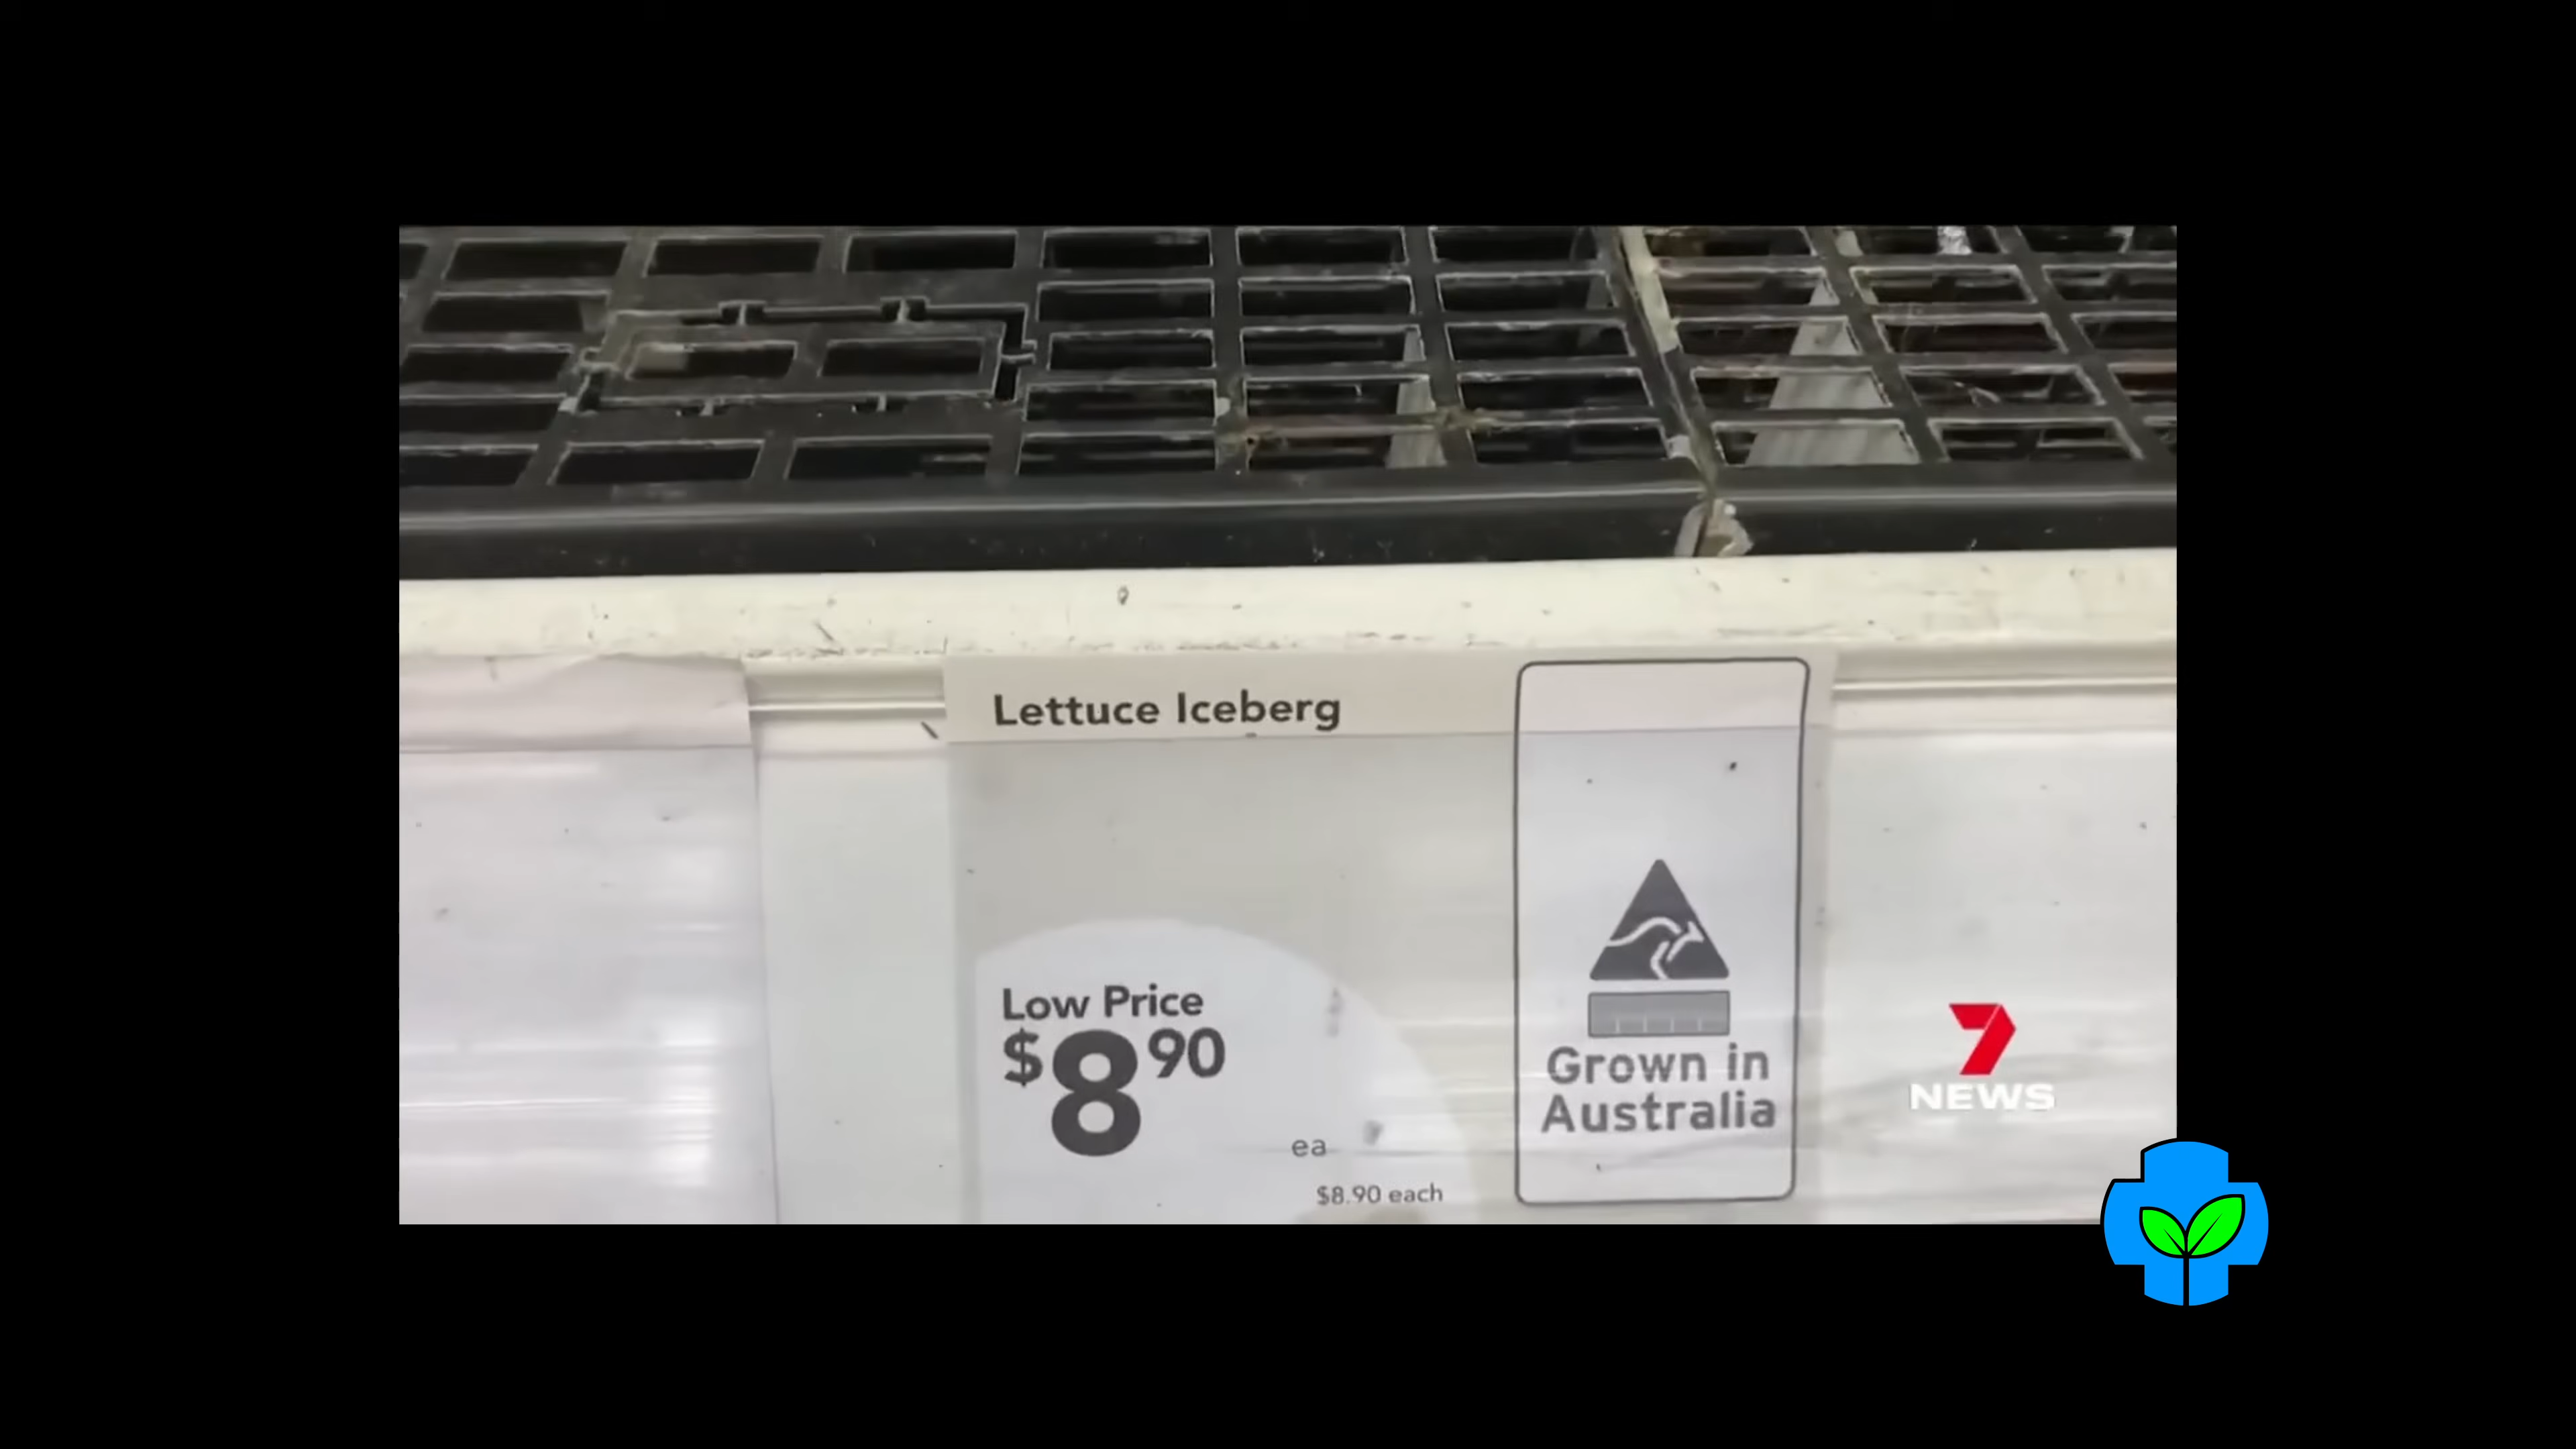 Lettuce Iceberg
Low Price
$8.90
ea
$8.90 each
Grown in
Australia
7
NEWS